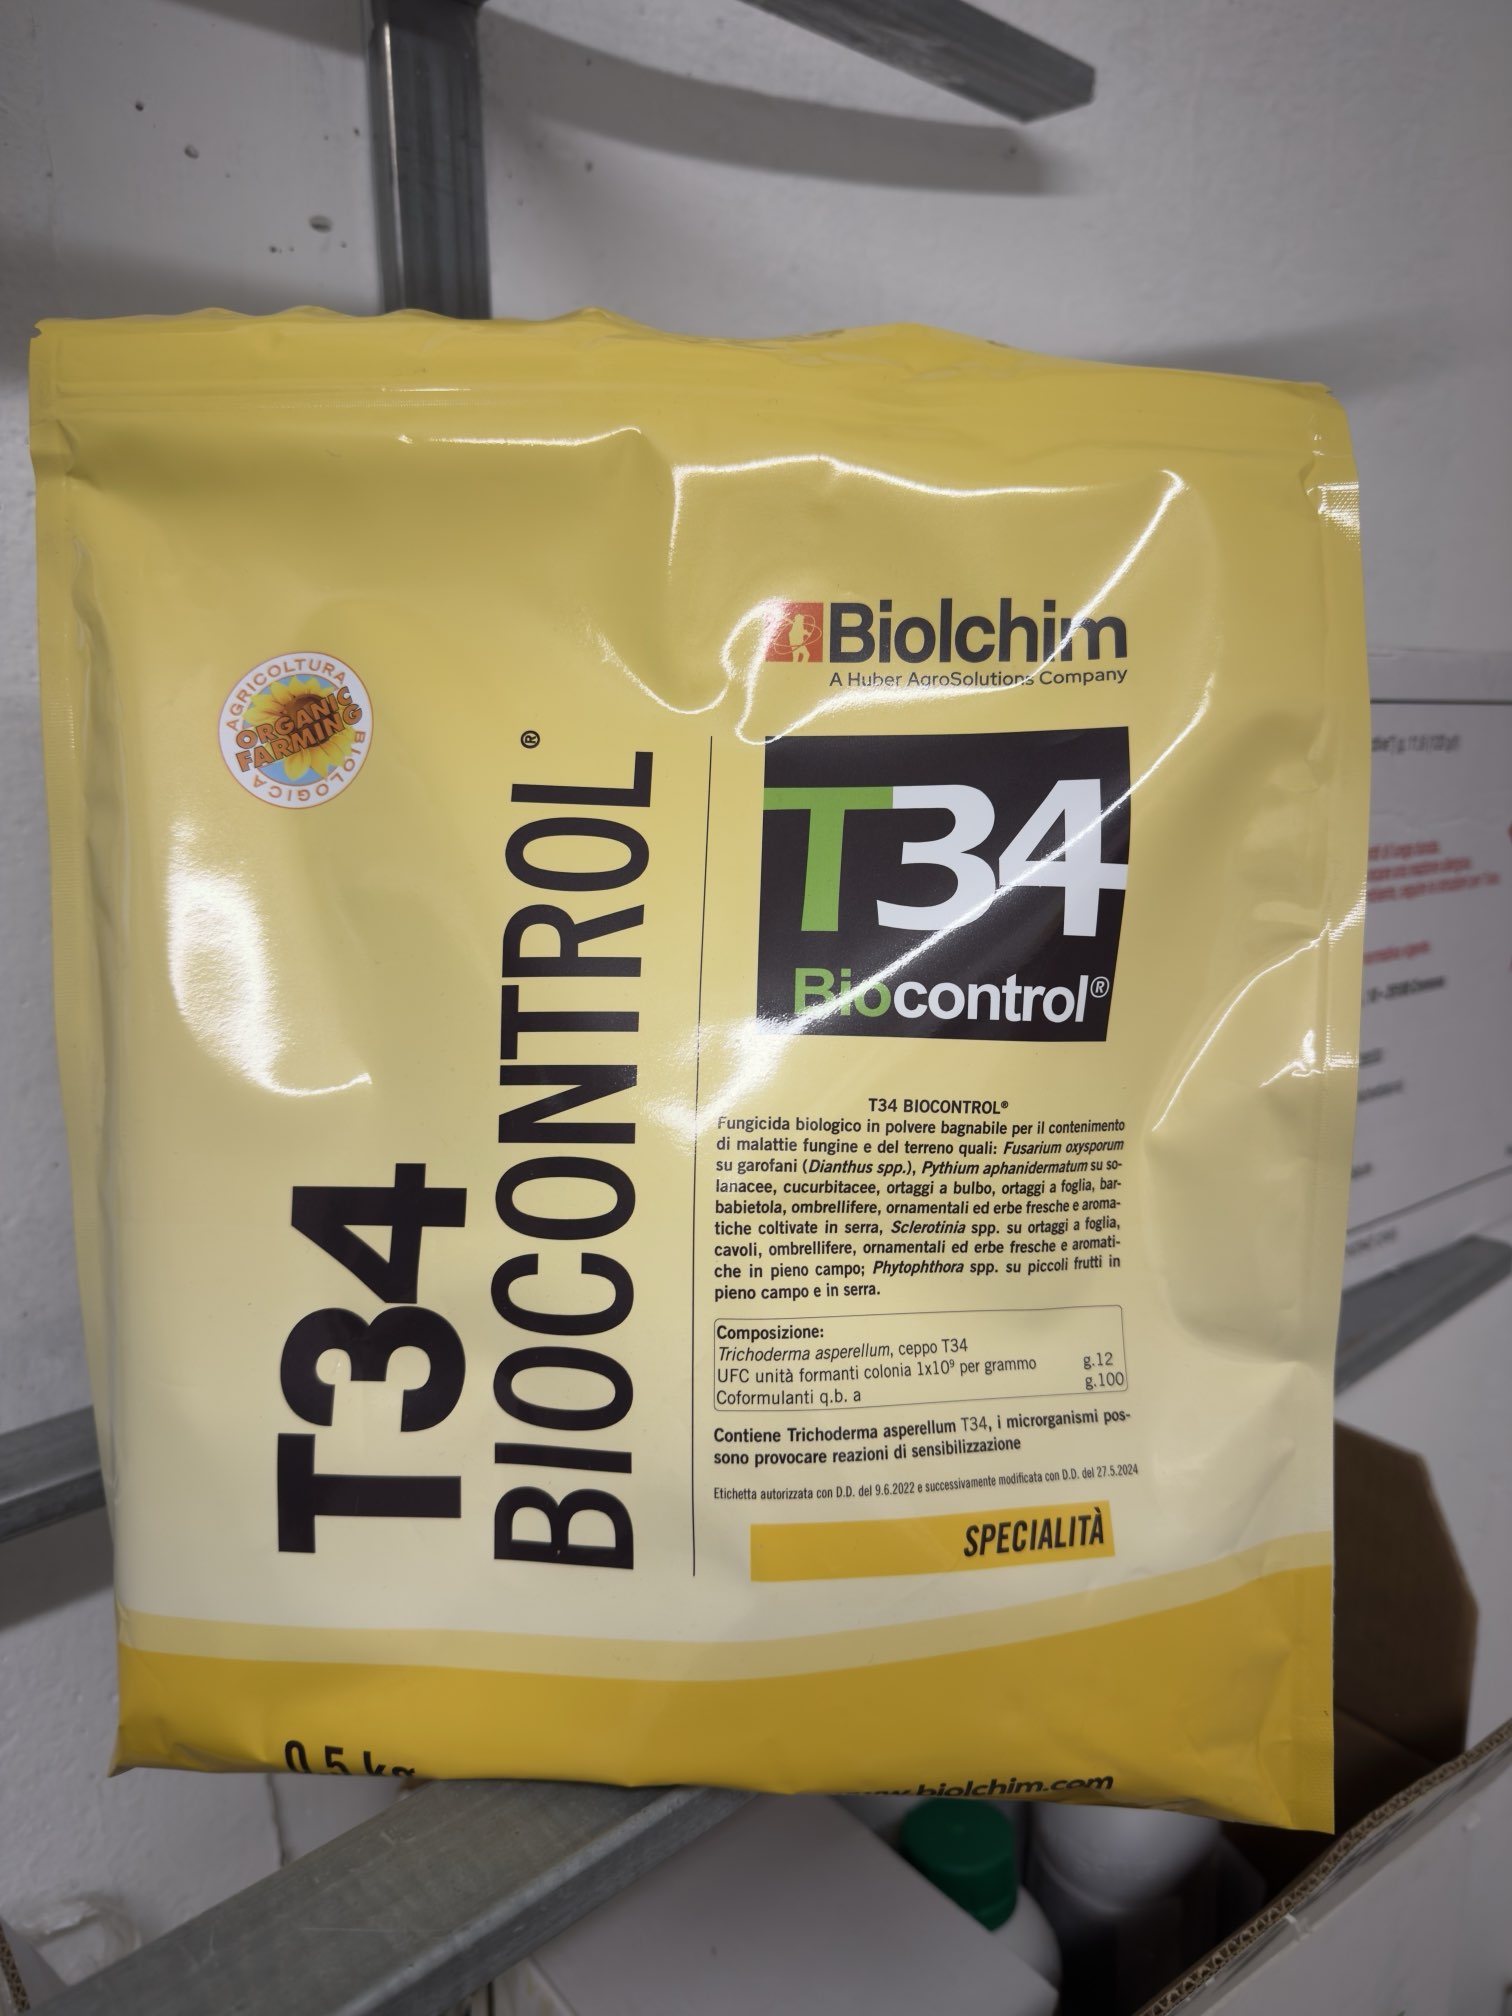 Biolchim
A Huber AgroSolutions Company
AGRICOLTURA BIOLOGICA
ORGANIC
FARMING
T34
BIOCONTROL®
T34
Biocontrol®
T34 BIOCONTROL®
Fungicida biologico in polvere bagnabile per il contenimento
di malattie fungine e del terreno quali: Fusarium oxysporum
su garofani (Dianthus spp.), Pythium aphanidermatum su so-
lanacee, cucurbitacee, ortaggi a bulbo, ortaggi a foglia, bar-
babietola, ombrellifere, ornamentali ed erbe fresche e aroma-
tiche coltivate in serra, Sclerotinia spp. su ortaggi a foglia,
cavoli, ombrellifere, ornamentali ed erbe fresche e aromati-
che in pieno campo; Phytophthora spp. su piccoli frutti in
pieno campo e in serra.
Composizione:
Trichoderma asperellum, ceppo T34
UFC unità formanti colonia 1x10⁹ per grammo g.12
Coformulanti q.b. a g.100
Contiene Trichoderma asperellum T34, i microrganismi pos-
sono provocare reazioni di sensibilizzazione
Etichetta autorizzata con D.D. del 9.6.2022 e successivamente modificata con D.D. del 27.5.2024
SPECIALITÀ
0,5 kg
www.biolchim.com